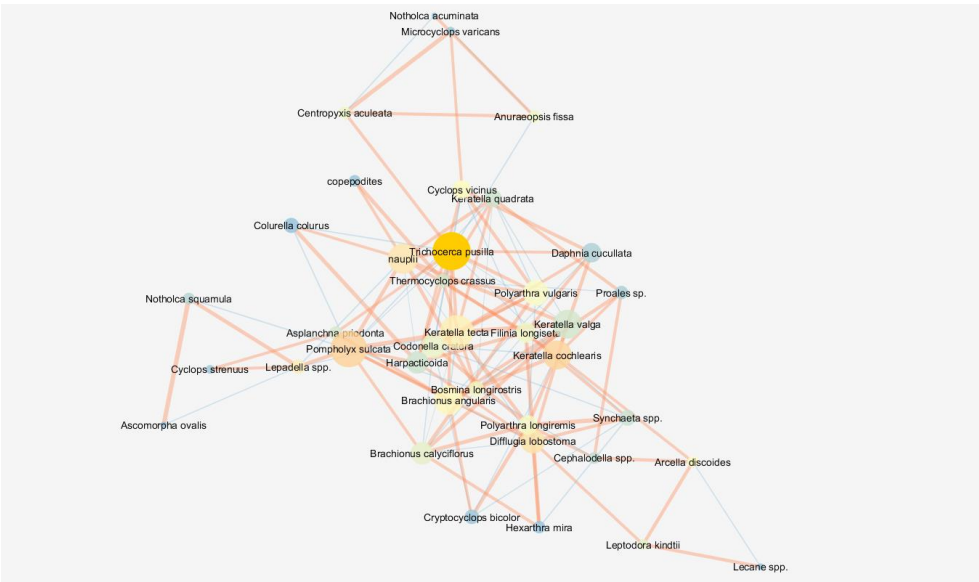 Notholca acuminata
Microcyclops varicans
Centropyxis aculeata
Anuraeopsis fissa
copepodites
Cyclops vicinus
Keratella quadrata
Colurella colurus
Trichocerca pusilla
nauplii
Daphnia cucullata
Thermocyclops crassus
Polyarthra vulgaris
Proales sp.
Notholca squamula
Asplanchna priodonta
Keratella tecta
Filinia longiset
Keratella valga
Pompholyx sulcata
Codonella cratura
Keratella cochlearis
Harpacticoida
Cyclops strenuus
Lepadella spp.
Bosmina longirostris
Brachionus angularis
Ascomorpha ovalis
Polyarthra longiremis
Synchaeta spp.
Difflugia lobostoma
Brachionus calyciflorus
Cephalodella spp.
Arcella discoides
Cryptocyclops bicolor
Hexarthra mira
Leptodora kindtii
Lecane spp.